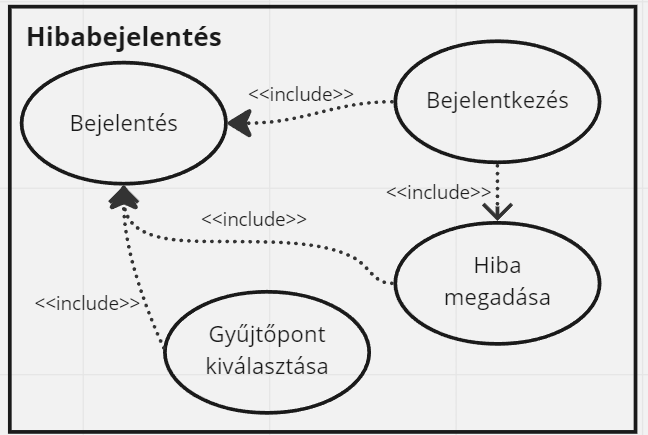 Hibabejelentés
<<include>>
Bejelentkezés
Bejelentés
<<include>>
<<include>>
Hiba
megadása
<<include>>
Gyűjtőpont
kiválasztása